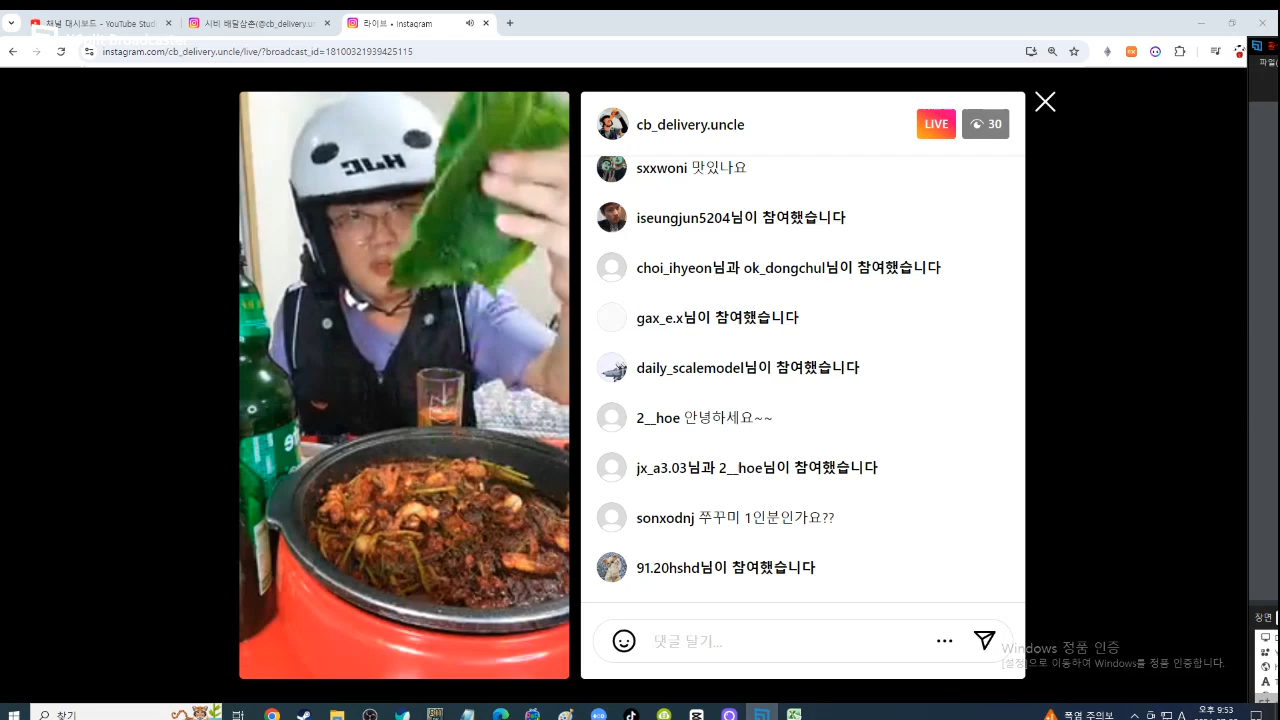 채널 대시보드 - YouTube Stud
시비 배달삼촌(@cb_delivery.u
라이브 • Instagram
instagram.com/cb_delivery.uncle/live/?broadcast_id=18100321939425115
파일(
cb_delivery.uncle
LIVE
30
sxxwoni 맛있나요
iseungjun5204님이 참여했습니다
choi_ihyeon님과 ok_dongchul님이 참여했습니다
gax_e.x님이 참여했습니다
daily_scalemodel님이 참여했습니다
2__hoe 안녕하세요~~
jx_a3.03님과 2__hoe님이 참여했습니다
sonxodnj 쭈꾸미 1인분인가요??
91.20hshd님이 참여했습니다
댓글 달기...
장면
Windows 정품 인증
[설정]으로 이동하여 Windows를 정품 인증합니다.
찾기
폭염 주의보
A
오후 9:53